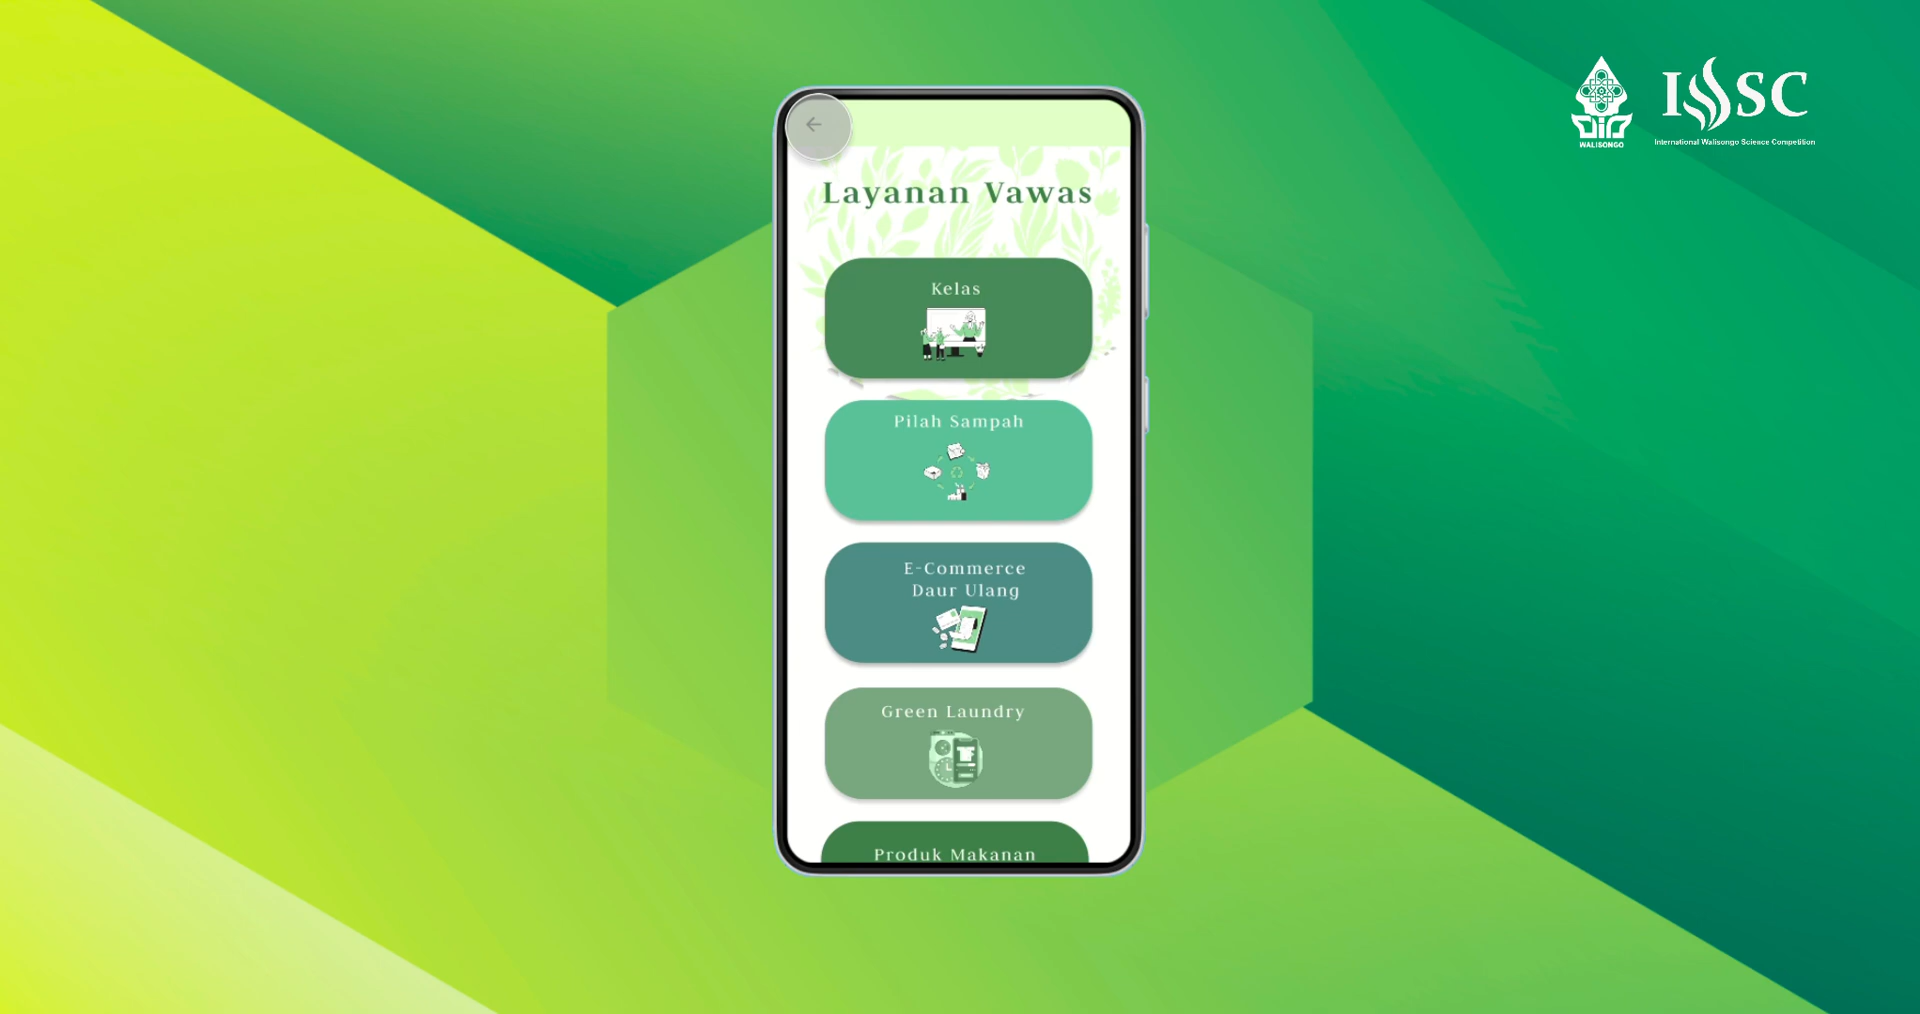 WALISONGO
ISSC
International Walisongo Science Competition
Layanan Vawas
Kelas
Pilah Sampah
E-Commerce
Daur Ulang
Green Laundry
Produk Makanan